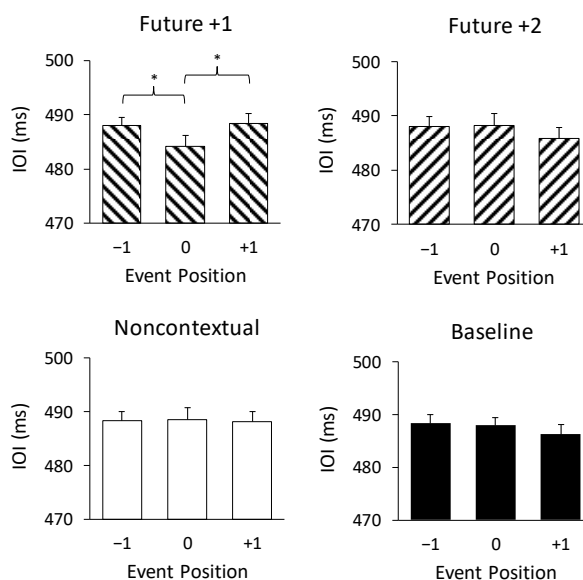 Future +1
500
490
480
470
IOI (ms)
*
*
−1 0 +1
Event Position
Future +2
500
490
480
470
IOI (ms)
−1 0 +1
Event Position
Noncontextual
500
490
480
470
IOI (ms)
−1 0 +1
Event Position
Baseline
500
490
480
470
IOI (ms)
−1 0 +1
Event Position